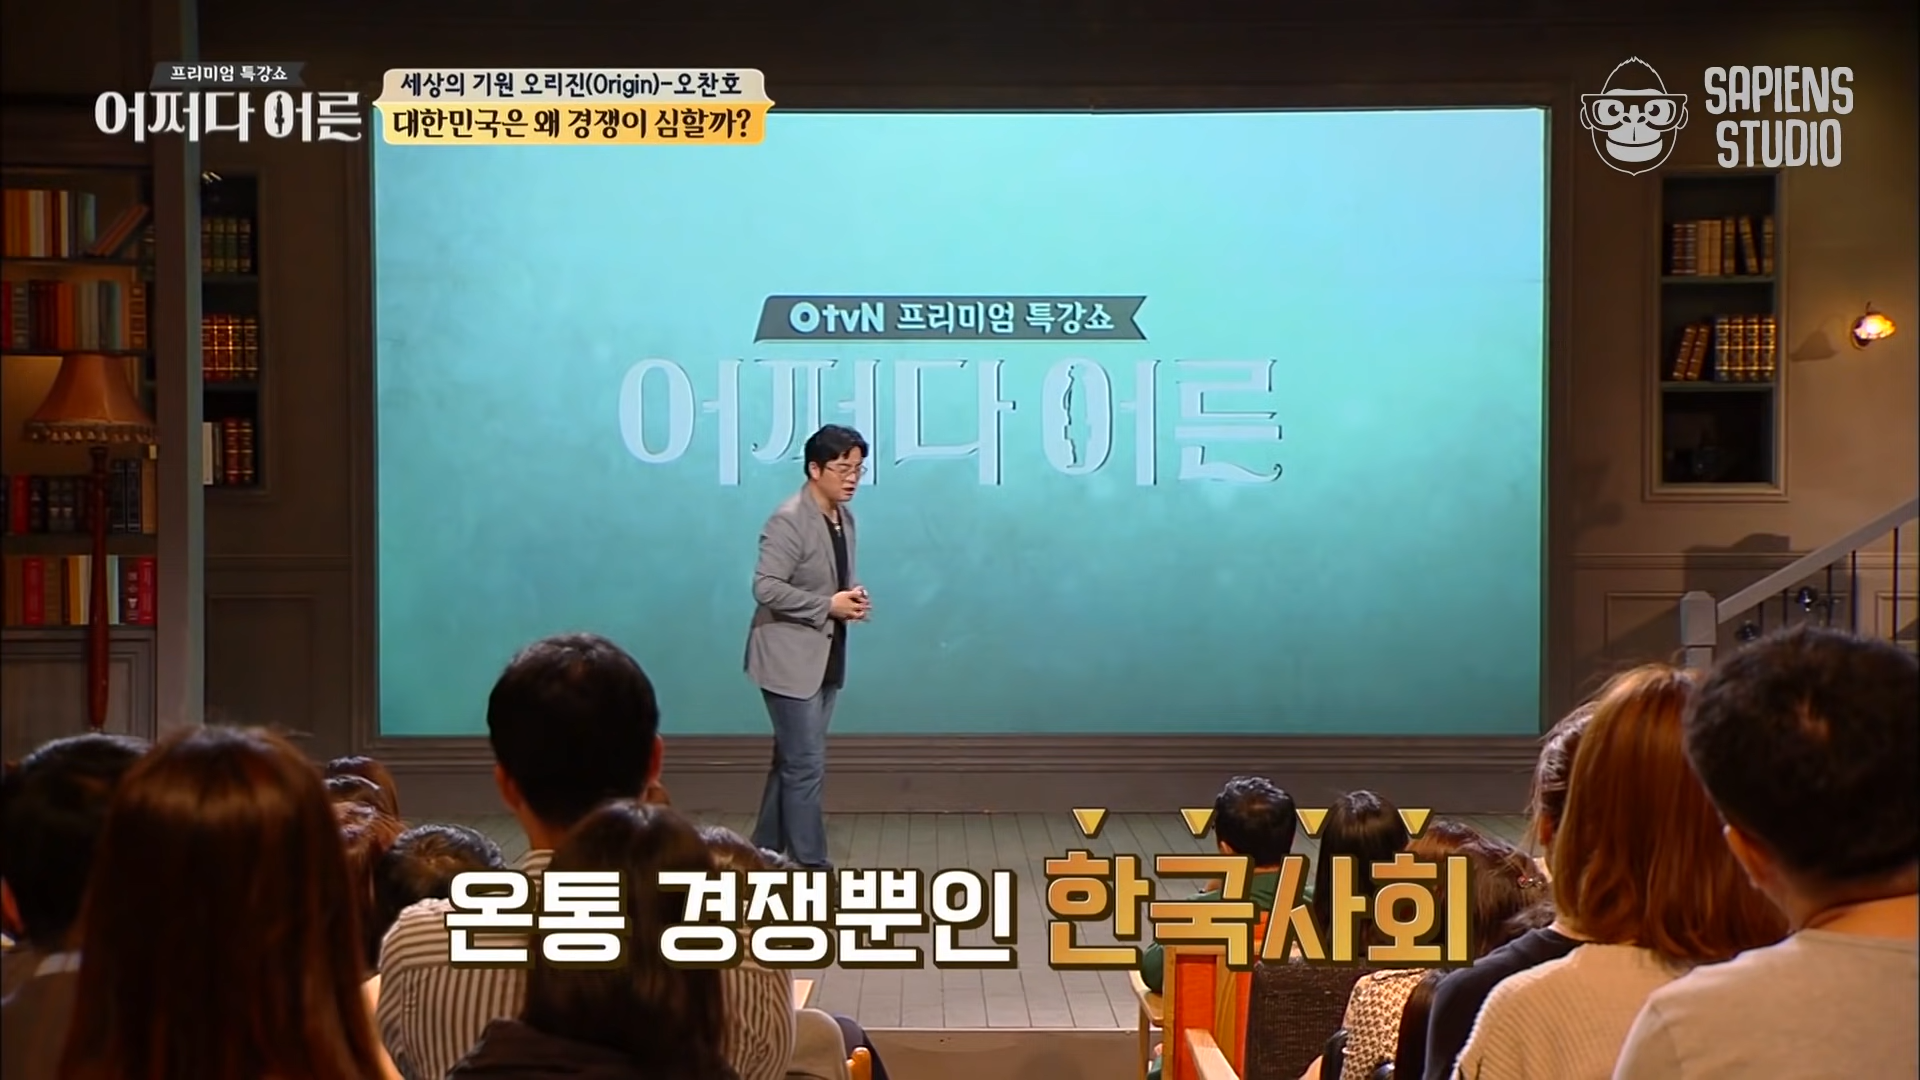 프리미엄 특강쇼
어쩌다 어른
세상의 기원 오리진(Origin)-오찬호
대한민국은 왜 경쟁이 심할까?
SAPIENS
STUDIO
OtvN 프리미엄 특강쇼
어쩌다 어른
온통 경쟁뿐인 한국사회